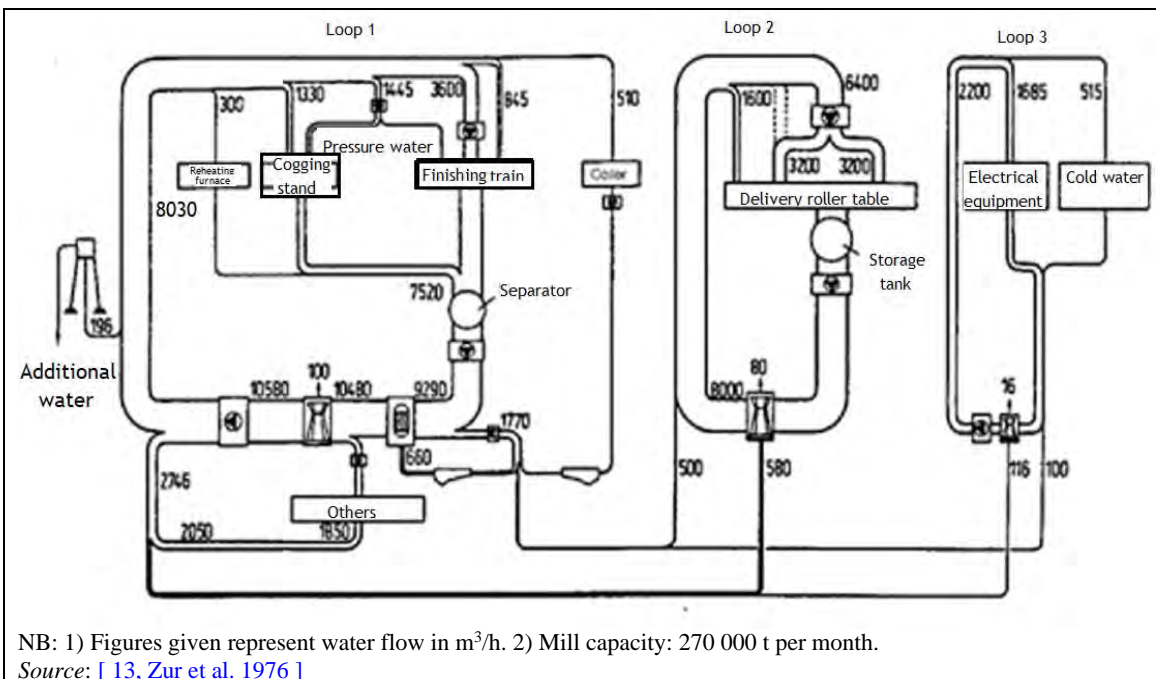 Loop 1
Loop 2
Loop 3
300
1330
1445
3600
845
510
1600
6400
2200
1685
515
Pressure water
Reheating furnace
Cogging stand
Finishing train
3200
3200
Delivery roller table
Electrical equipment
Cold water
8030
7520
Separator
Storage tank
196
Additional water
10580
100
10480
9290
80
8000
16
1770
660
2746
500
580
116
100
Others
2050
1850
NB: 1) Figures given represent water flow in m³/h. 2) Mill capacity: 270 000 t per month.
Source: [ 13, Zur et al. 1976 ]